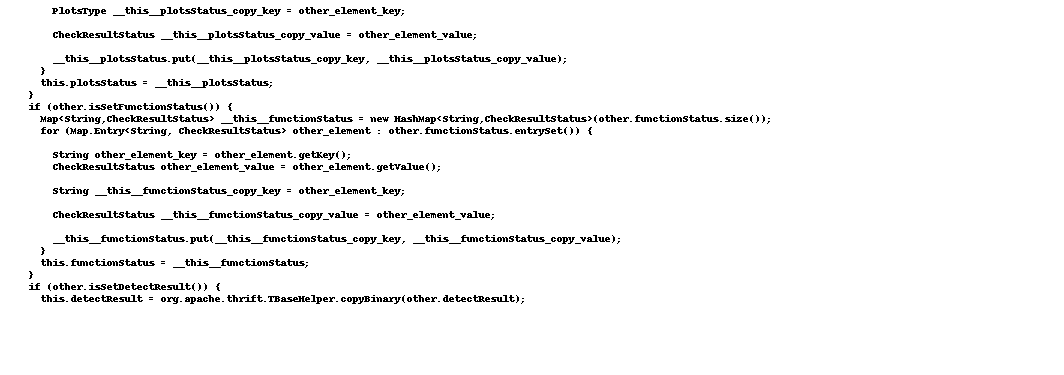 PlotsType __this__plotsStatus_copy_key = other_element_key;
CheckResultStatus __this__plotsStatus_copy_value = other_element_value;
__this__plotsStatus.put(__this__plotsStatus_copy_key, __this__plotsStatus_copy_value);
}
this.plotsStatus = __this__plotsStatus;
}
if (other.isSetFunctionStatus()) {
Map<String,CheckResultStatus> __this__functionStatus = new HashMap<String,CheckResultStatus>(other.functionStatus.size());
for (Map.Entry<String, CheckResultStatus> other_element : other.functionStatus.entrySet()) {
String other_element_key = other_element.getKey();
CheckResultStatus other_element_value = other_element.getValue();
String __this__functionStatus_copy_key = other_element_key;
CheckResultStatus __this__functionStatus_copy_value = other_element_value;
__this__functionStatus.put(__this__functionStatus_copy_key, __this__functionStatus_copy_value);
}
this.functionStatus = __this__functionStatus;
}
if (other.isSetDetectResult()) {
this.detectResult = org.apache.thrift.TBaseHelper.copyBinary(other.detectResult);